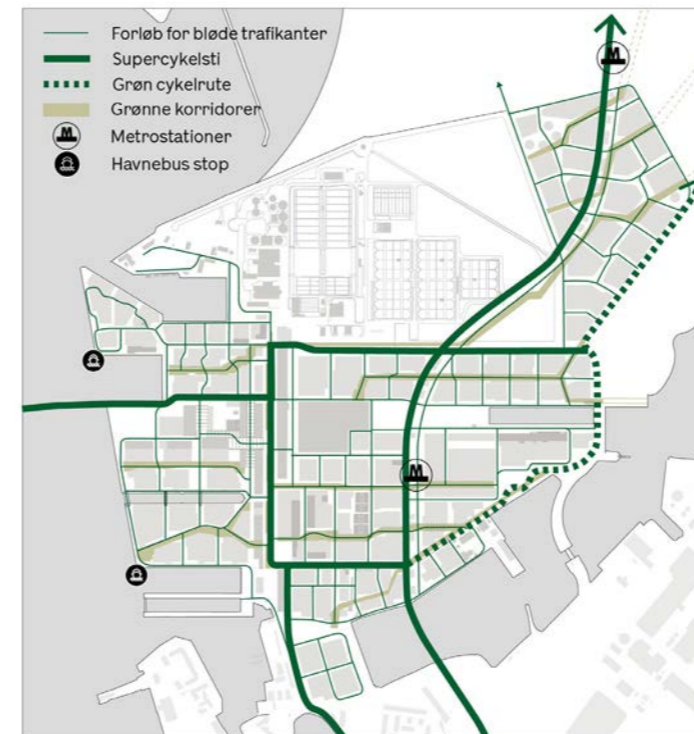 Forløb for bløde trafikanter
Supercykelsti
Grøn cykelrute
Grønne korridorer
M Metrostationer
Havnebus stop
M
M